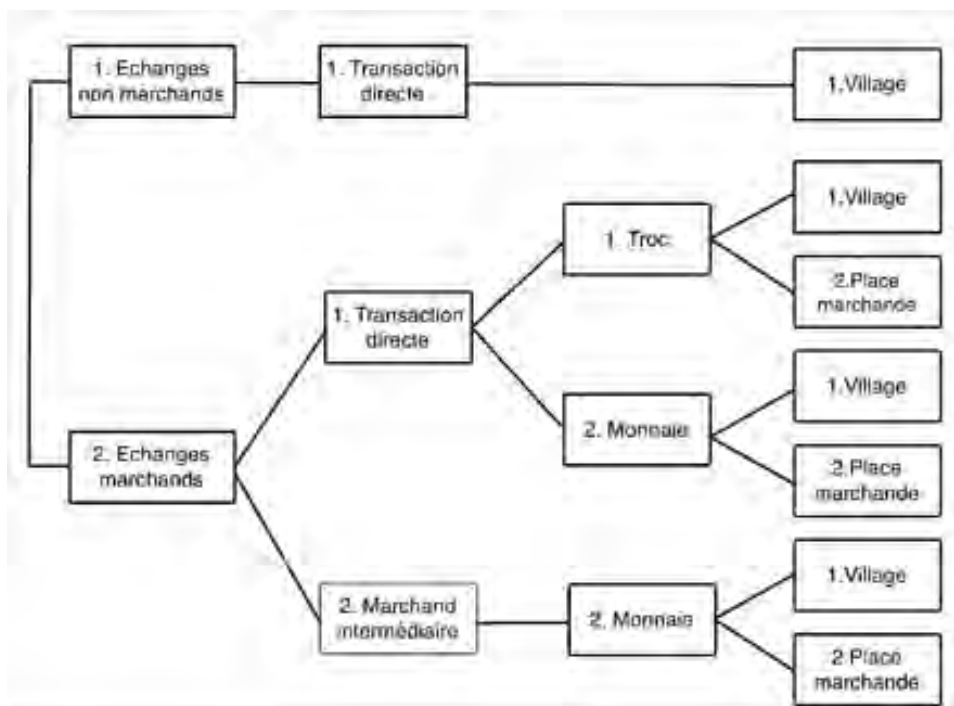 1. Echanges
non marchands
1. Transaction
directe
1.Village
1. Troc
1.Village
2.Place
marchande
1. Transaction
directe
2. Monnaie
1.Village
2.Place
marchande
2. Echanges
marchands
2. Marchand
intermédiaire
2. Monnaie
1.Village
2 Place
marchande